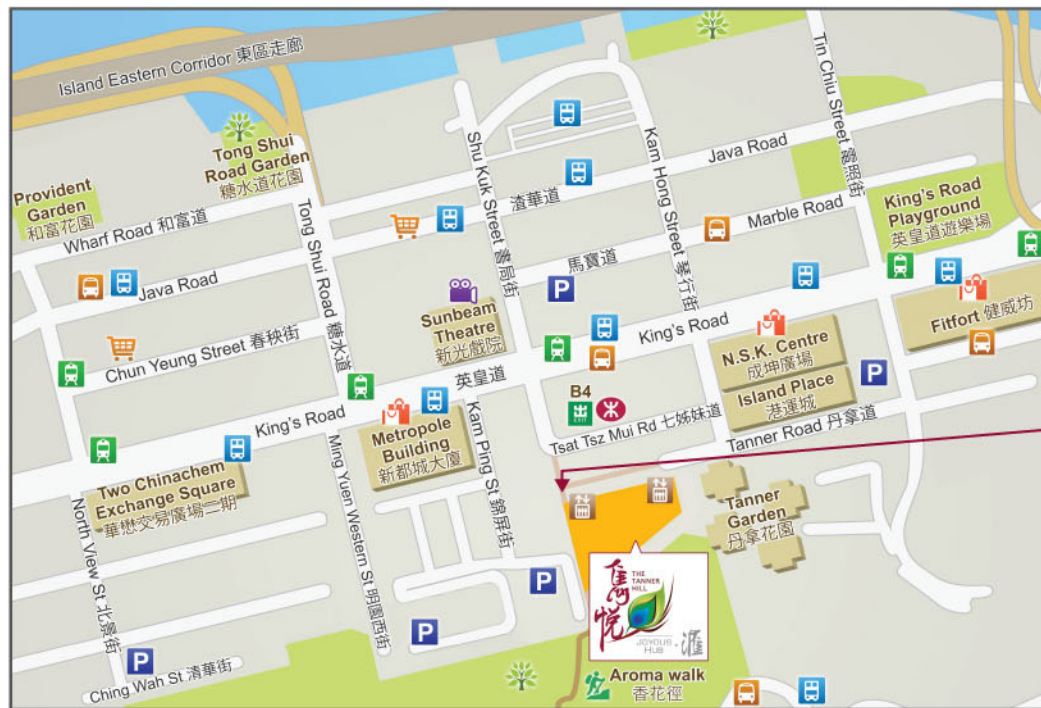 Island Eastern Corridor 東區走廊
Tin Chiu Street 電照街
Tong Shui
Road Garden
糖水道花園
Shu Kuk Street 書局街
Kam Hong Street 琴行街
Java Road
渣華道
Provident
Garden
和富花園
Wharf Road 和富道
King's Road
Playground
英皇道遊樂場
Marble Road
馬寶道
Tong Shui Road 糖水道
Java Road
Sunbeam
Theatre
新光戲院
P
King's Road
Fitfort 健威坊
Chun Yeung Street 春秧街
N.S.K. Centre
成坤廣場
Island Place
港運城
P
英皇道
B4
EXIT
King's Road
Metropole
Building
新都城大廈
Kam Ping St 錦屏街
Tsat Tsz Mui Rd 七姊妹道
Tanner Road 丹拿道
Two Chinachem
Exchange Square
華懋交易廣場二期
Ming Yuen Western St 明園西街
North View St 北景街
Tanner
Garden
丹拿花園
P
THE
TANNER
HILL
雋悅
JOYOUS
HUB
·滙
P
P
Ching Wah St 清華街
Aroma walk
香花徑